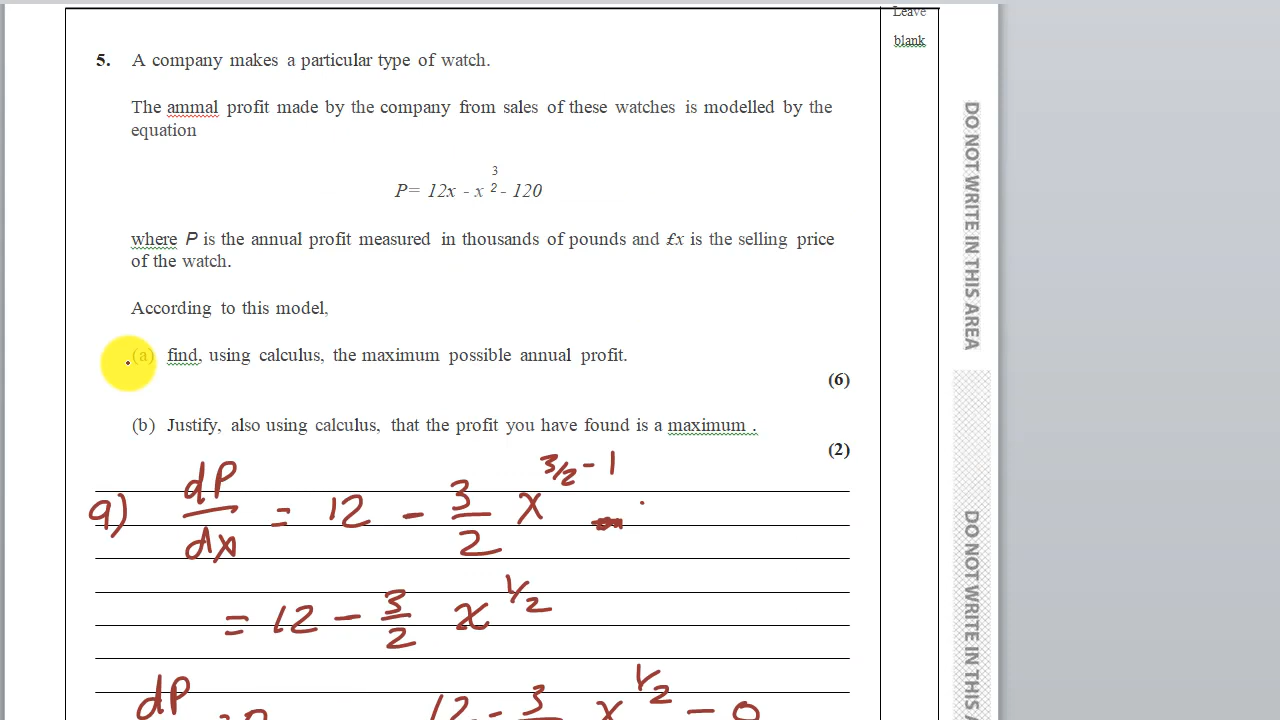 Leave
blank
5. A company makes a particular type of watch.
The ammal profit made by the company from sales of these watches is modelled by the
equation
P= 12x - x 3/2 - 120
where P is the annual profit measured in thousands of pounds and £x is the selling price
of the watch.
According to this model,
(a) find, using calculus, the maximum possible annual profit.
(6)
(b) Justify, also using calculus, that the profit you have found is a maximum .
(2)
a) dP/dx = 12 - 3/2 x^3/2 - 1
= 12 - 3/2 x^1/2
dP
12 - 3 x^1/2 = 0
DO NOT WRITE IN THIS AREA
DO NOT WRITE IN THIS A